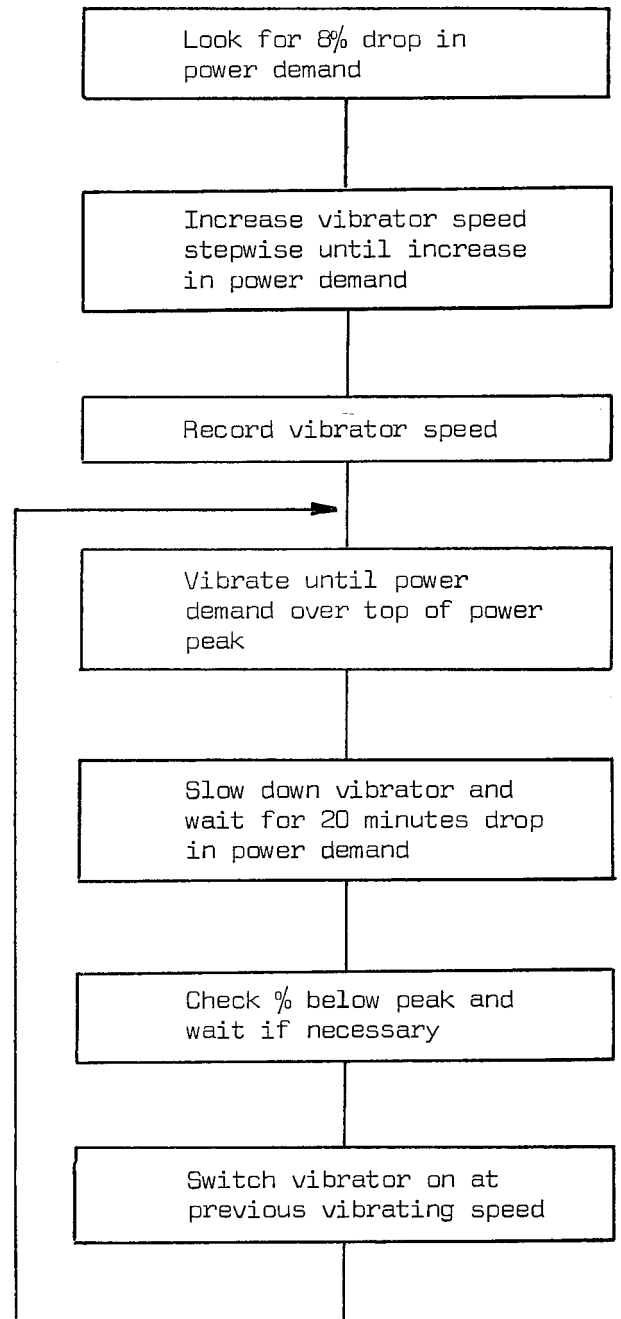 Look for 8% drop in
power demand
Increase vibrator speed
stepwise until increase
in power demand
Record vibrator speed
Vibrate until power
demand over top of power
peak
Slow down vibrator and
wait for 20 minutes drop
in power demand
Check % below peak and
wait if necessary
Switch vibrator on at
previous vibrating speed